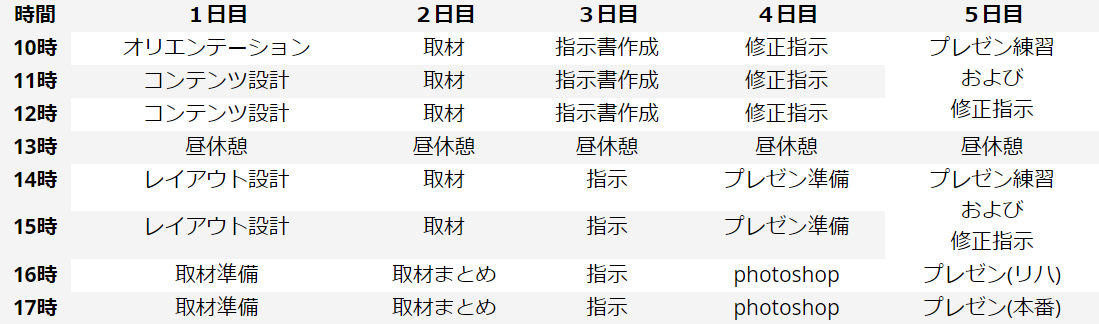 時間 １日目 ２日目 ３日目 ４日目 ５日目
10時 オリエンテーション 取材 指示書作成 修正指示 プレゼン練習
11時 コンテンツ設計 取材 指示書作成 修正指示 および
12時 コンテンツ設計 取材 指示書作成 修正指示 修正指示
13時 昼休憩 昼休憩 昼休憩 昼休憩 昼休憩
14時 レイアウト設計 取材 指示 プレゼン準備 プレゼン練習
および
15時 レイアウト設計 取材 指示 プレゼン準備
修正指示
16時 取材準備 取材まとめ 指示 photoshop プレゼン(リハ)
17時 取材準備 取材まとめ 指示 photoshop プレゼン(本番)